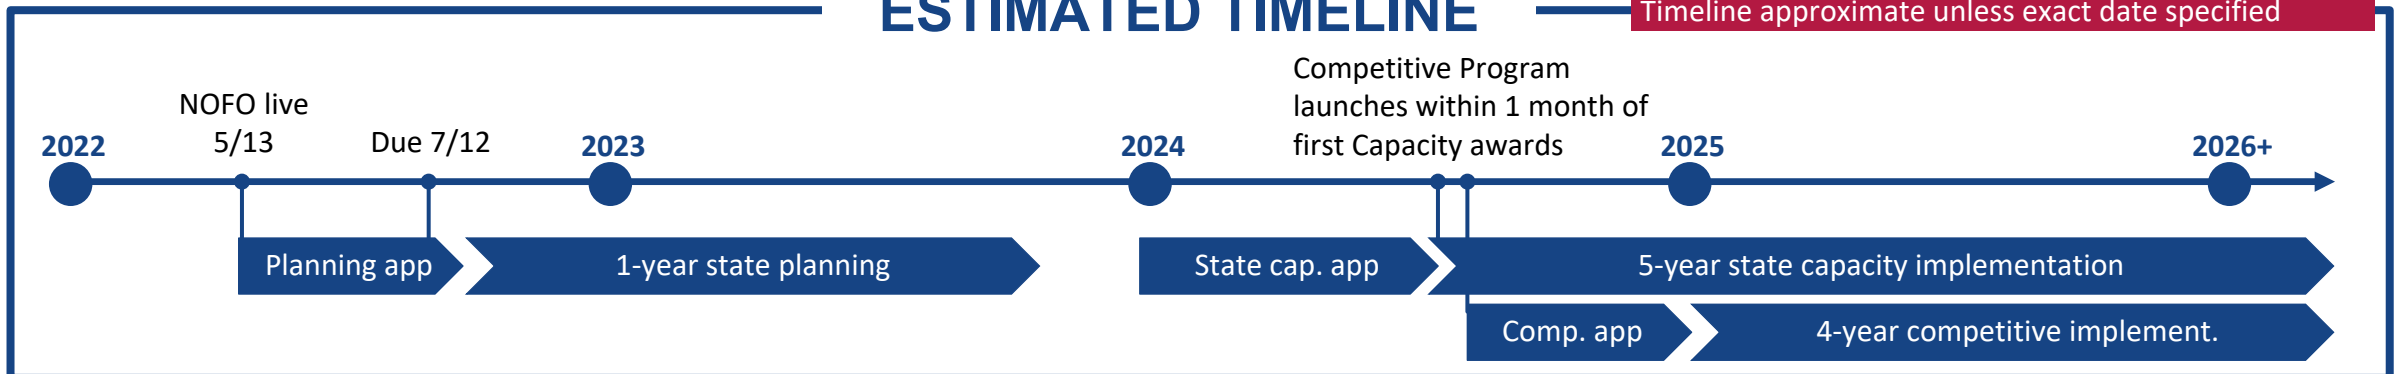 ESTIMATED TIMELINE
Timeline approximate unless exact date specified
Competitive Program
launches within 1 month of
first Capacity awards
NOFO live
5/13
Due 7/12
2022
2023
2024
2025
2026+
Planning app
1-year state planning
State cap. app
5-year state capacity implementation
Comp. app
4-year competitive implement.